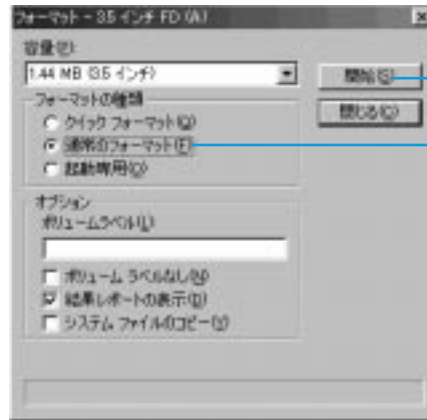 フォーマット - 3.5 インチ FD (A)
容量(P):
1.44 MB (3.5 インチ)
開始(S)
閉じる(C)
フォーマットの種類
クイック フォーマット(Q)
通常のフォーマット(F)
起動専用(O)
オプション
ボリュームラベル(L)
ボリューム ラベルなし(N)
結果レポートの表示(D)
システム ファイルのコピー(Y)